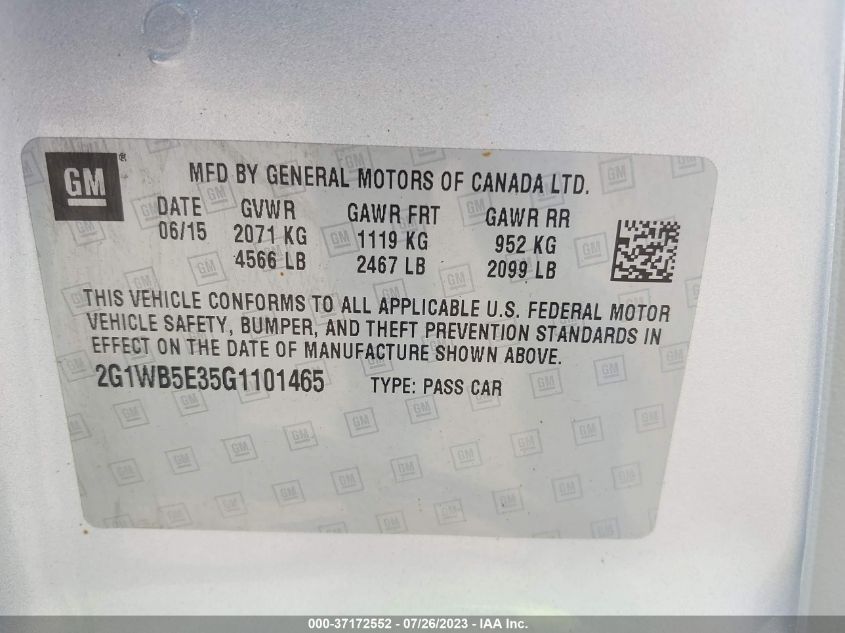 GM ®
MFD BY GENERAL MOTORS OF CANADA LTD.
DATE GVWR GAWR FRT GAWR RR
06/15 2071 KG 1119 KG 952 KG
4566 LB 2467 LB 2099 LB
THIS VEHICLE CONFORMS TO ALL APPLICABLE U.S. FEDERAL MOTOR
VEHICLE SAFETY, BUMPER, AND THEFT PREVENTION STANDARDS IN
EFFECT ON THE DATE OF MANUFACTURE SHOWN ABOVE.
2G1WB5E35G1101465 TYPE: PASS CAR
000-37172552 - 07/26/2023 - IAA Inc.